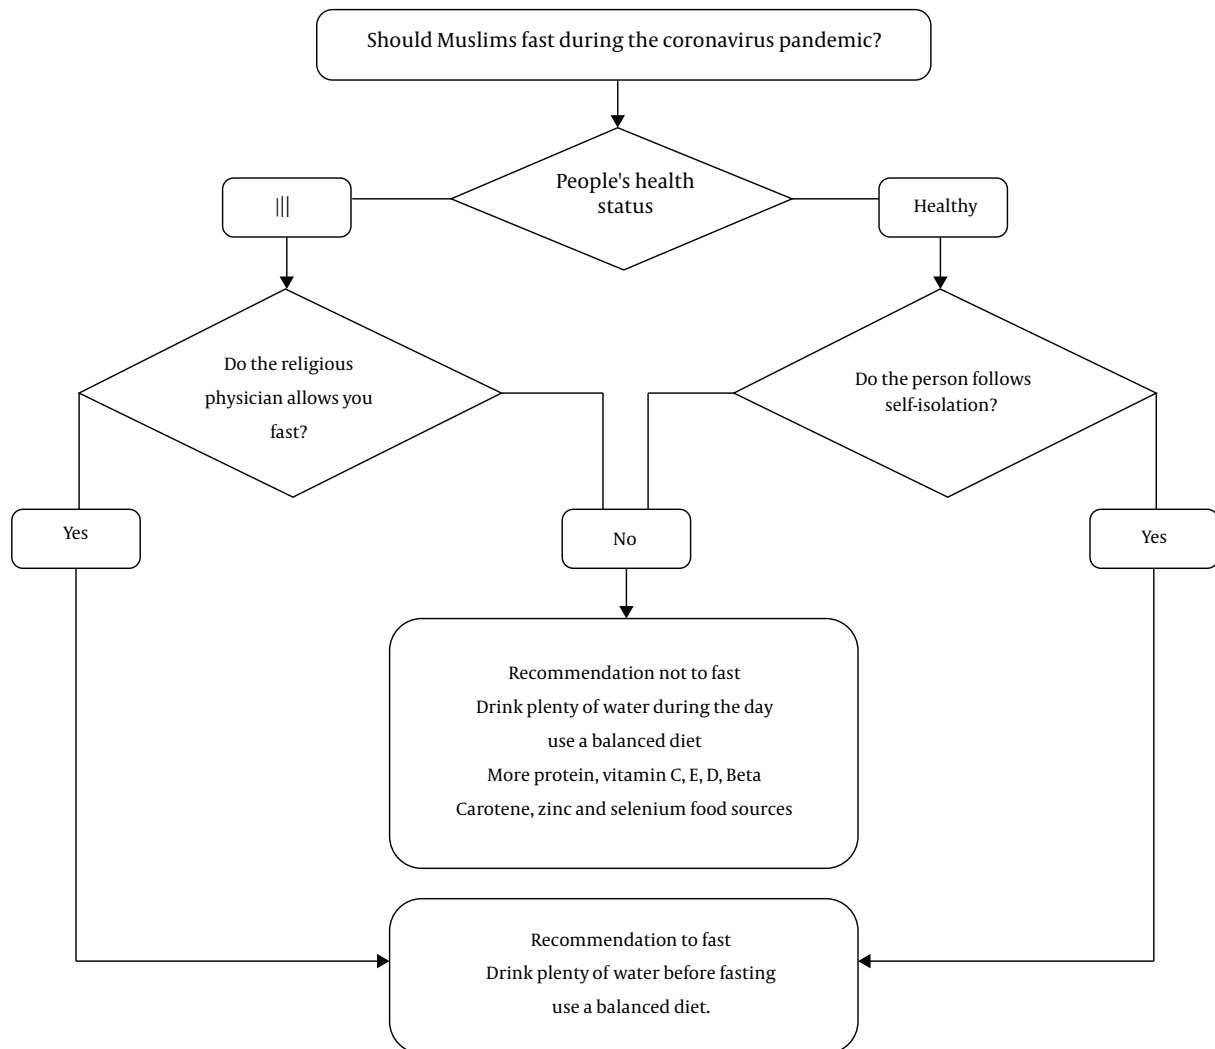 Should Muslims fast during the coronavirus pandemic?
People's health
status
Ill
Healthy
Do the religious
physician allows you
fast?
Do the person follows
self-isolation?
Yes
No
Yes
Recommendation not to fast
Drink plenty of water during the day
use a balanced diet
More protein, vitamin C, E, D, Beta
Carotene, zinc and selenium food sources
Recommendation to fast
Drink plenty of water before fasting
use a balanced diet.